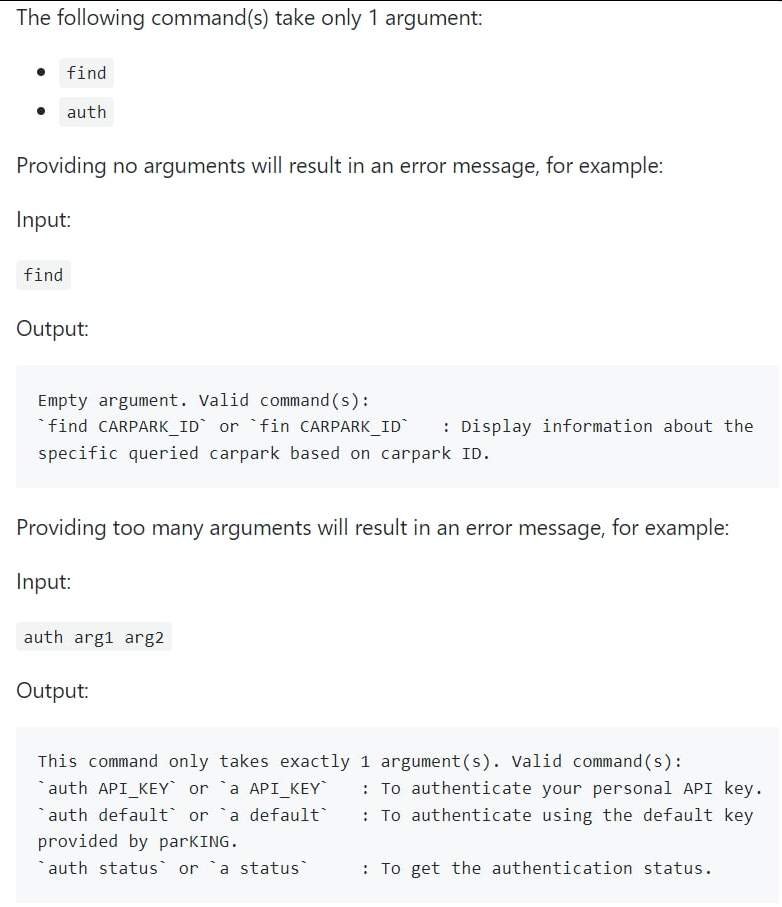 The following command(s) take only 1 argument:
find
auth
Providing no arguments will result in an error message, for example:
Input:
find
Output:
Empty argument. Valid command(s):
`find CARPARK_ID` or `fin CARPARK_ID`   : Display information about the
specific queried carpark based on carpark ID.
Providing too many arguments will result in an error message, for example:
Input:
auth arg1 arg2
Output:
This command only takes exactly 1 argument(s). Valid command(s):
`auth API_KEY` or `a API_KEY`   : To authenticate your personal API key.
`auth default` or `a default`   : To authenticate using the default key
provided by parKING.
`auth status` or `a status`     : To get the authentication status.